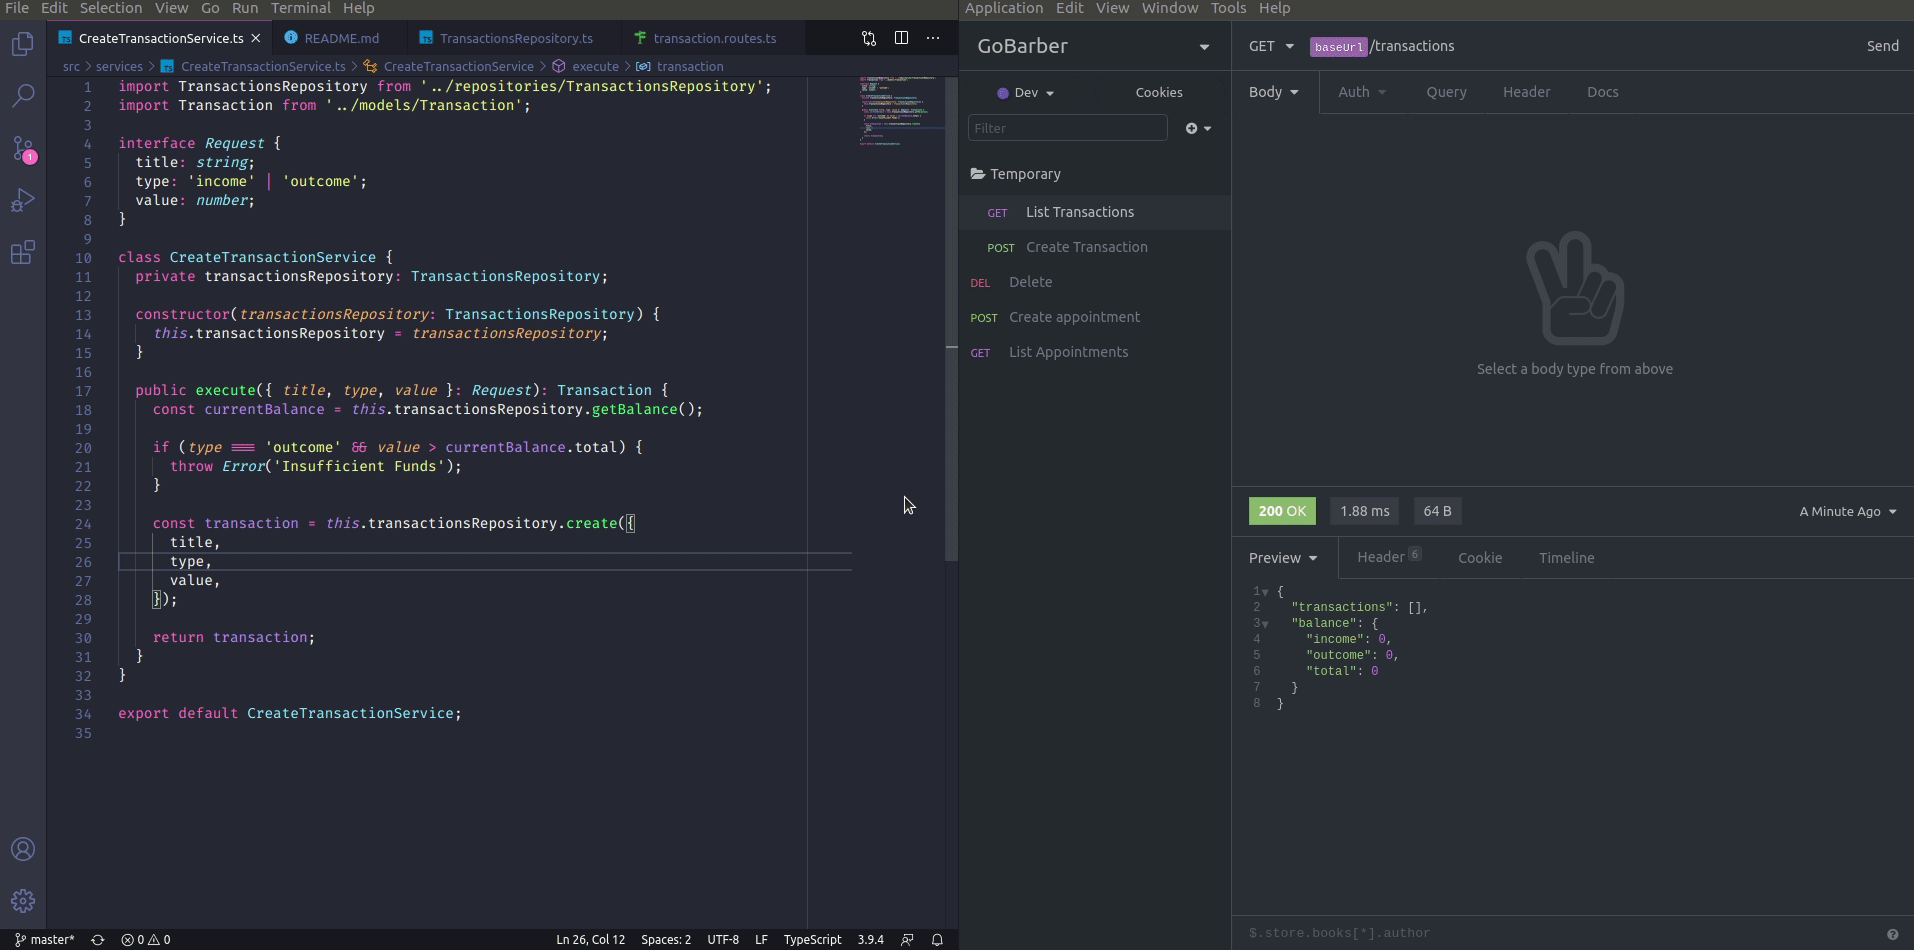 File Edit Selection View Go Run Terminal Help
CreateTransactionService.ts
README.md
TransactionsRepository.ts
transaction.routes.ts
src > services > CreateTransactionService.ts > CreateTransactionService > execute > transaction
1 import TransactionsRepository from '../repositories/TransactionsRepository';
2 import Transaction from '../models/Transaction';
3
4 interface Request {
5 title: string;
6 type: 'income' | 'outcome';
7 value: number;
8 }
9
10 class CreateTransactionService {
11 private transactionsRepository: TransactionsRepository;
12
13 constructor(transactionsRepository: TransactionsRepository) {
14 this.transactionsRepository = transactionsRepository;
15 }
16
17 public execute({ title, type, value }: Request): Transaction {
18 const currentBalance = this.transactionsRepository.getBalance();
19
20 if (type === 'outcome' && value > currentBalance.total) {
21 throw Error('Insufficient Funds');
22 }
23
24 const transaction = this.transactionsRepository.create({
25 title,
26 type,
27 value,
28 });
29
30 return transaction;
31 }
32 }
33
34 export default CreateTransactionService;
35
1
master* 0 0 Ln 26, Col 12 Spaces: 2 UTF-8 LF TypeScript 3.9.4
Application Edit View Window Tools Help
GoBarber
Dev Cookies
Filter
Temporary
GET List Transactions
POST Create Transaction
DEL Delete
POST Create appointment
GET List Appointments
GET baseUrl/transactions Send
Body Auth Query Header Docs
Select a body type from above
200 OK 1.88 ms 64 B A Minute Ago
Preview Header 6 Cookie Timeline
1 {
2 "transactions": [],
3 "balance": {
4 "income": 0,
5 "outcome": 0,
6 "total": 0
7 }
8 }
$.store.books[*].author